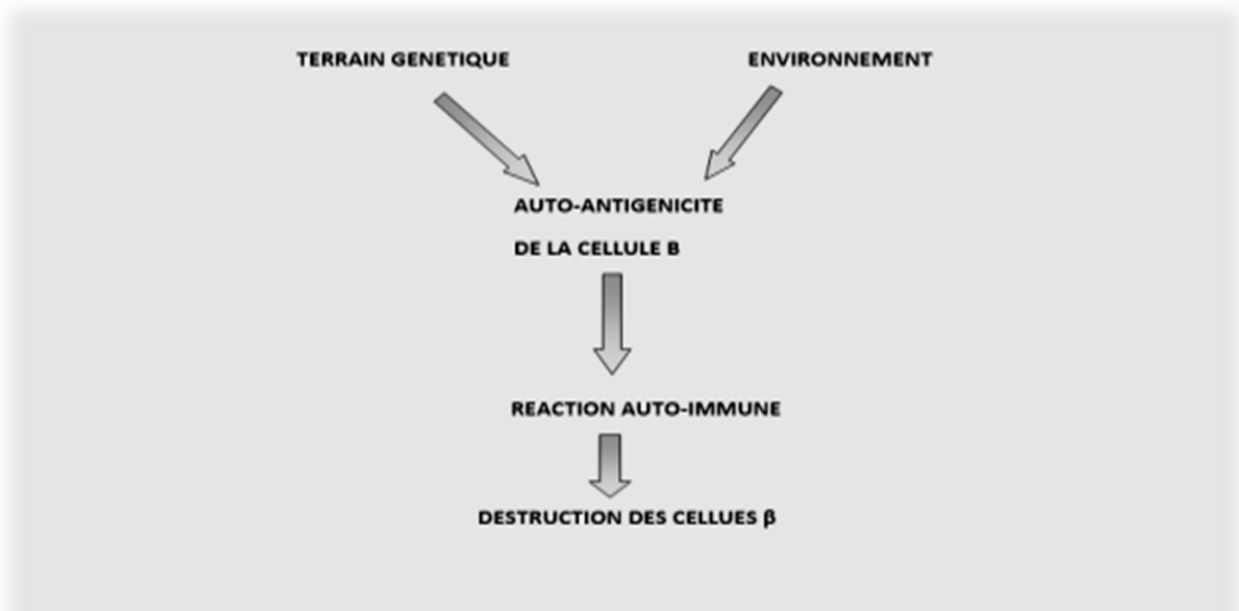 TERRAIN GENETIQUE
ENVIRONNEMENT
AUTO-ANTIGENICITE
DE LA CELLULE B
REACTION AUTO-IMMUNE
DESTRUCTION DES CELLUES β